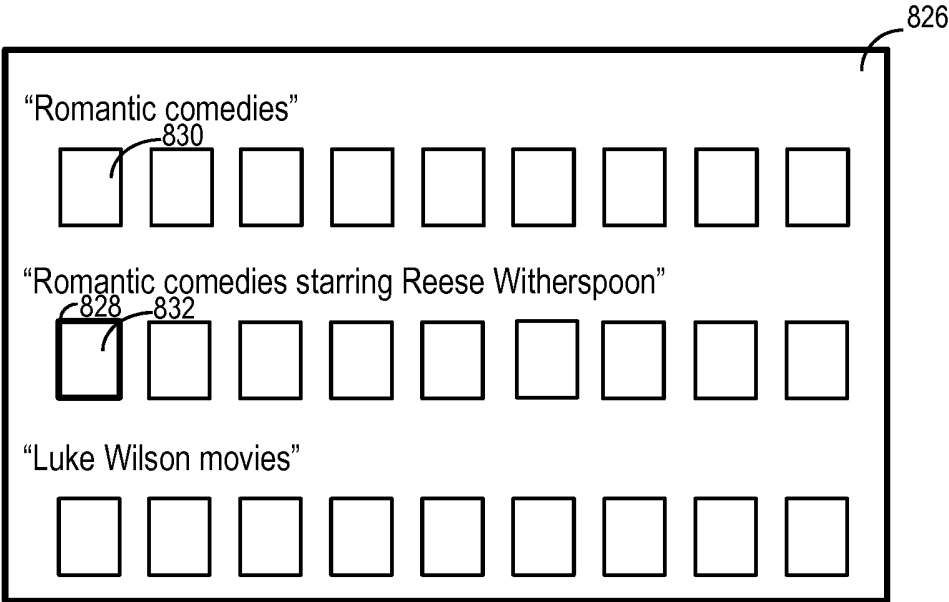 826
“Romantic comedies”
830
“Romantic comedies starring Reese Witherspoon”
828 832
“Luke Wilson movies”